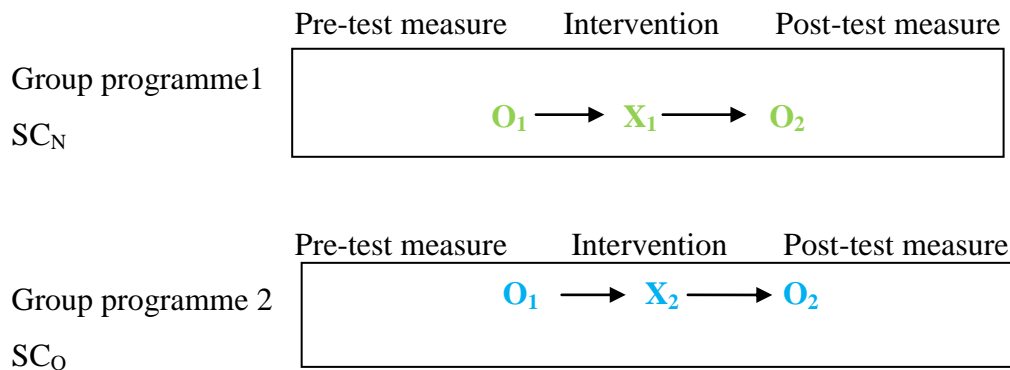 Pre-test measure Intervention Post-test measure
Group programme1
O₁ X₁ O₂
SC_N
Pre-test measure Intervention Post-test measure
Group programme 2
O₁ X₂ O₂
SC_O